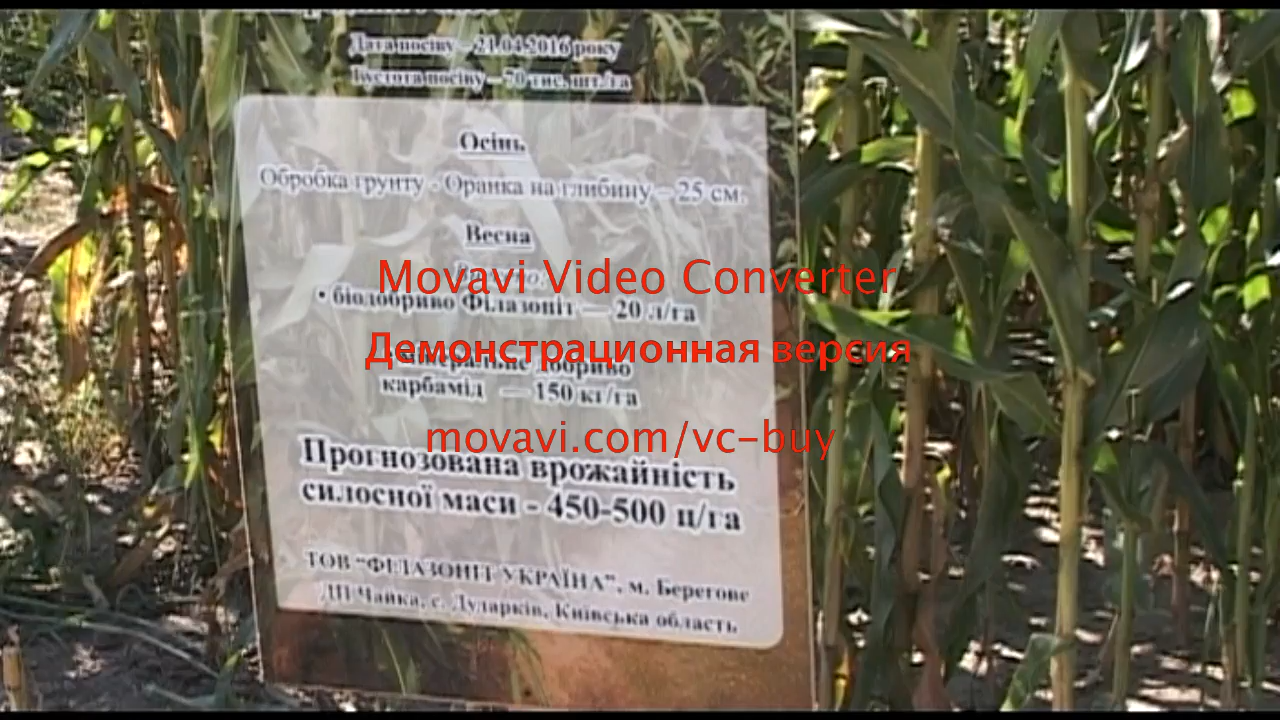 Дата посіву – 21.04.2016 року
Густота посіву – 70 тис. шт./га
Осінь
Обробка грунту - Оранка на глибину – 25 см.
Весна
Movavi Video Converter
• біодобриво Філазоніт — 20 л/га
Демонстрационная версия
мінеральне добриво
карбамід — 150 кг/га
movavi.com/vc-buy
Прогнозована врожайність
силосної маси - 450-500 ц/га
ТОВ “ФІЛАЗОНІТ УКРАЇНА”, м. Берегове
ДП Чайка, с. Дударків, Київська область